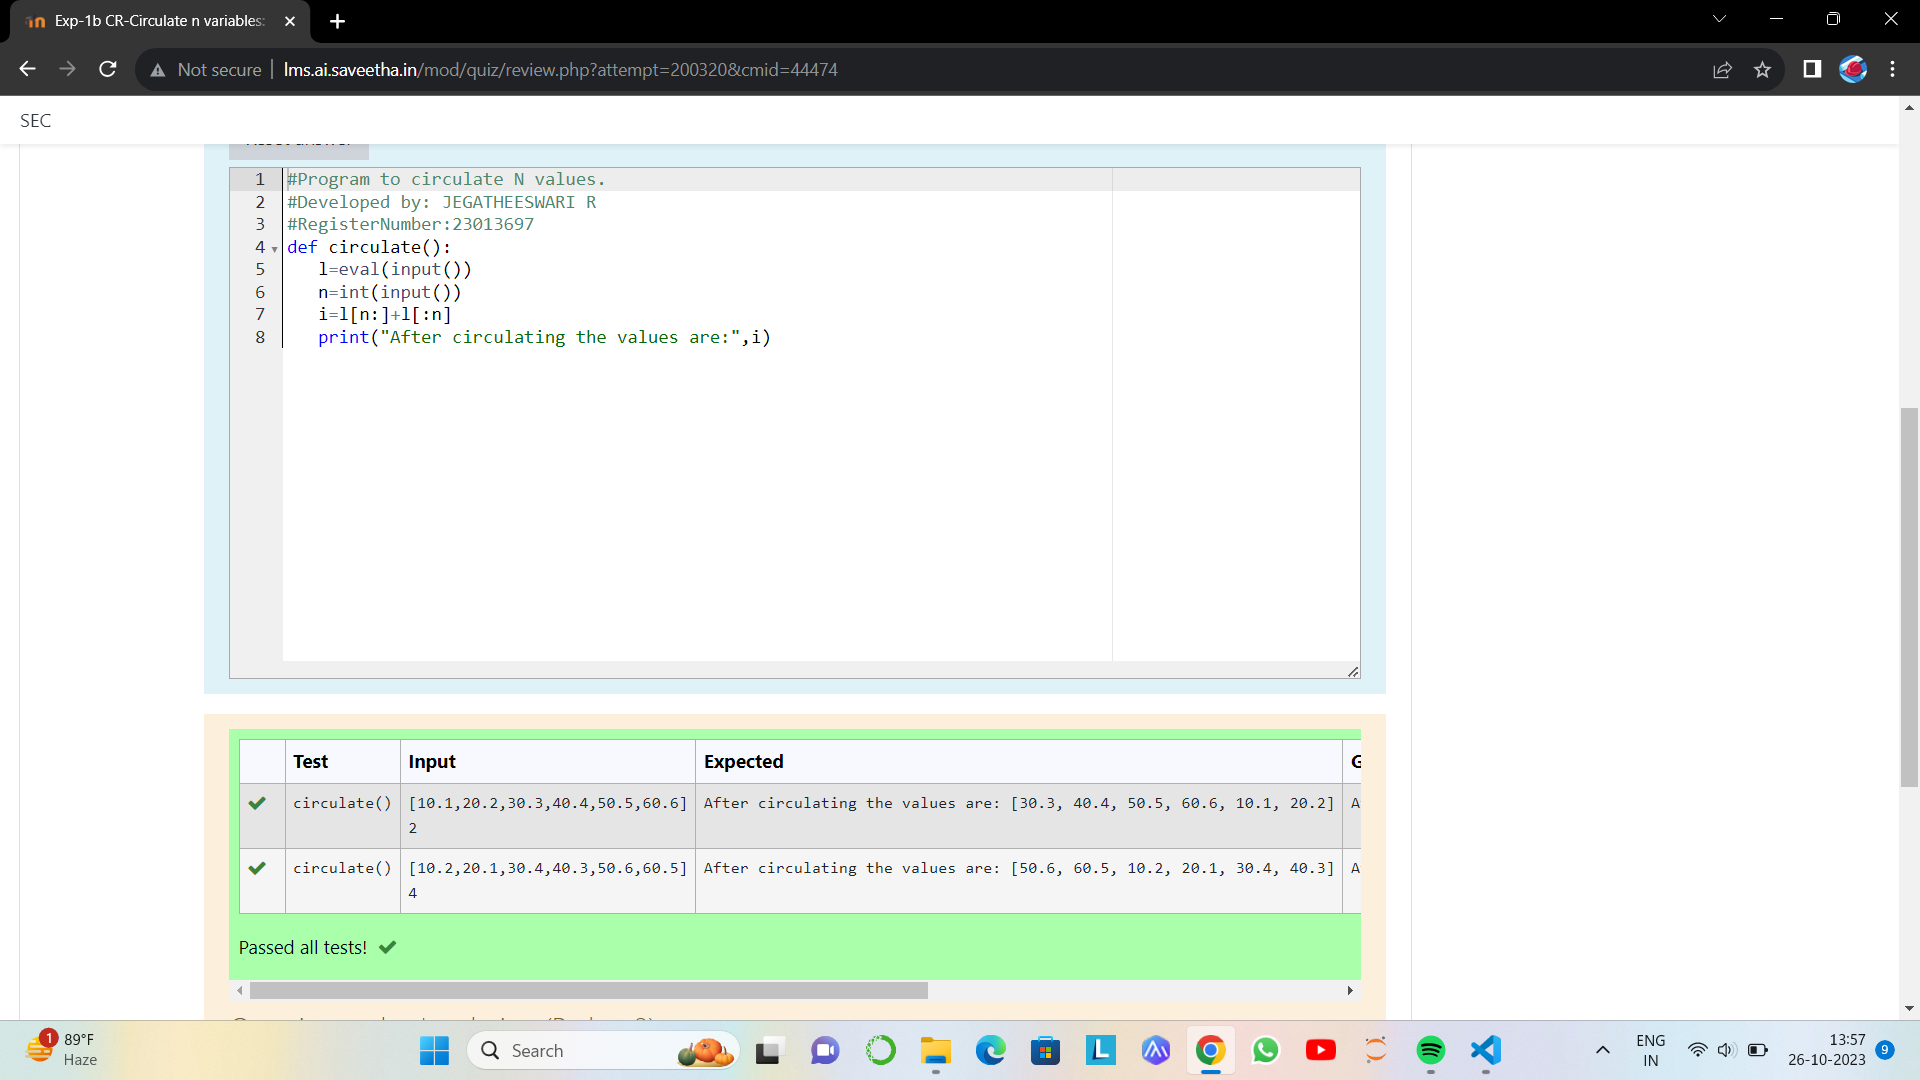 Exp-1b CR-Circulate n variables:
Not secure
lms.ai.saveetha.in/mod/quiz/review.php?attempt=200320&cmid=44474
SEC
1 #Program to circulate N values.
2 #Developed by: JEGATHEESWARI R
3 #RegisterNumber:23013697
4 def circulate():
5 l=eval(input())
6 n=int(input())
7 i=l[n:]+l[:n]
8 print("After circulating the values are:",i)
Test Input Expected G
circulate() [10.1,20.2,30.3,40.4,50.5,60.6] After circulating the values are: [30.3, 40.4, 50.5, 60.6, 10.1, 20.2] A
2
circulate() [10.2,20.1,30.4,40.3,50.6,60.5] After circulating the values are: [50.6, 60.5, 10.2, 20.1, 30.4, 40.3] A
4
Passed all tests!
1
89°F
Haze
Search
L
ENG
IN
13:57
26-10-2023
9